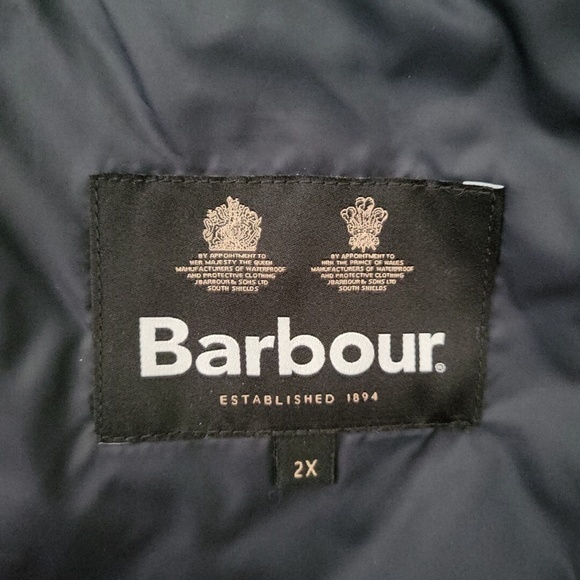 BY APPOINTMENT TO
HER MAJESTY THE QUEEN
MANUFACTURERS OF WATERPROOF
AND PROTECTIVE CLOTHING
J BARBOUR & SONS LTD
SOUTH SHIELDS
BY APPOINTMENT TO
HRH THE PRINCE OF WALES
MANUFACTURERS OF WATERPROOF
AND PROTECTIVE CLOTHING
J BARBOUR & SONS LTD
SOUTH SHIELDS
Barbour®
ESTABLISHED 1894
2X